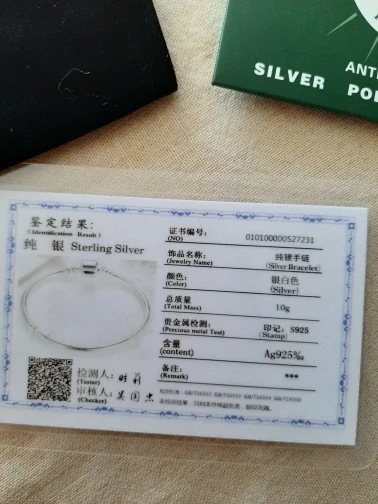 ANTI
SILVER POL
鉴定结果:
(Identification Result)
纯 银 Sterling Silver
证书编号:
(NO)
010100000527231
饰品名称:
(Jewelry Name)
纯银手链
(Silver Bracelet)
颜色:
(Color)
银白色
(Silver)
总质量
(Total Mass)
10g
贵金属检测:
(Precious metal Test)
印记: S925
(Stamp)
含量
(content)
Ag925‰
备注:
(Remark)
***
检测人:
(Tester)
审核人:
(Checker)